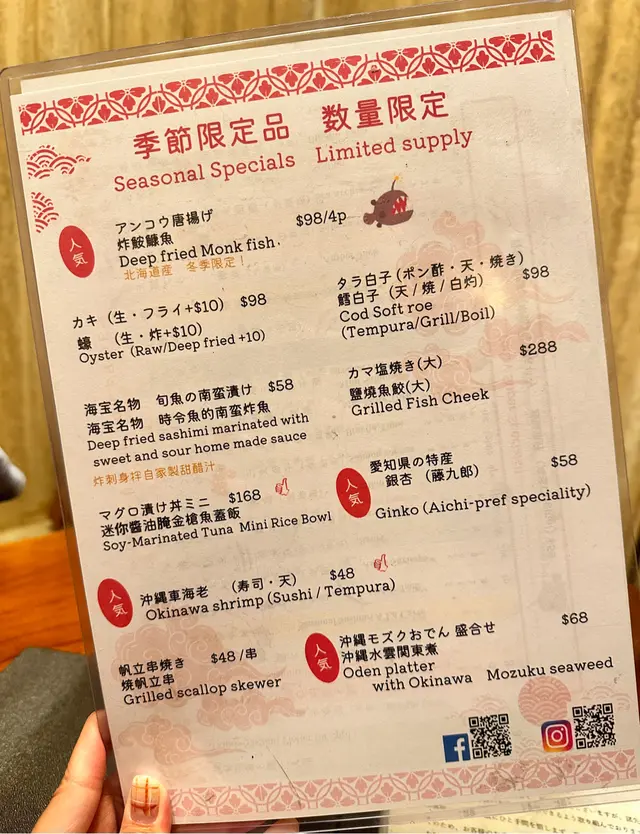 季節限定品 数量限定
Seasonal Specials Limited supply
人気
アンコウ唐揚げ
炸鮟鱇魚 $98/4p
Deep fried Monk fish.
北海道産 冬季限定！
カキ（生・フライ+$10） $98
蠔 （生・炸+$10）
Oyster (Raw/Deep fried +10)
タラ白子(ポン酢・天・焼き)
鱈白子（天/焼/白灼） $98
Cod Soft roe
(Tempura/Grill/Boil)
海宝名物 旬魚の南蛮漬け $58
海宝名物 時令魚的南蛮炸魚
Deep fried sashimi marinated with
sweet and sour home made sauce
炸刺身拌自家製甜醋汁
カマ塩焼き(大) $288
鹽燒魚鮫(大)
Grilled Fish Cheek
マグロ漬け丼ミニ $168
迷你醬油腌金槍魚蓋飯
Soy-Marinated Tuna Mini Rice Bowl
人気
愛知県の特産 $58
銀杏 （藤九郎）
Ginko (Aichi-pref speciality)
人気
沖縄車海老 （寿司・天） $48
Okinawa shrimp (Sushi / Tempura)
帆立串焼き $48 /串
焼帆立串
Grilled scallop skewer
人気
沖縄モズクおでん 盛合せ $68
沖縄水雲関東煮
Oden platter
with Okinawa Mozuku seaweed